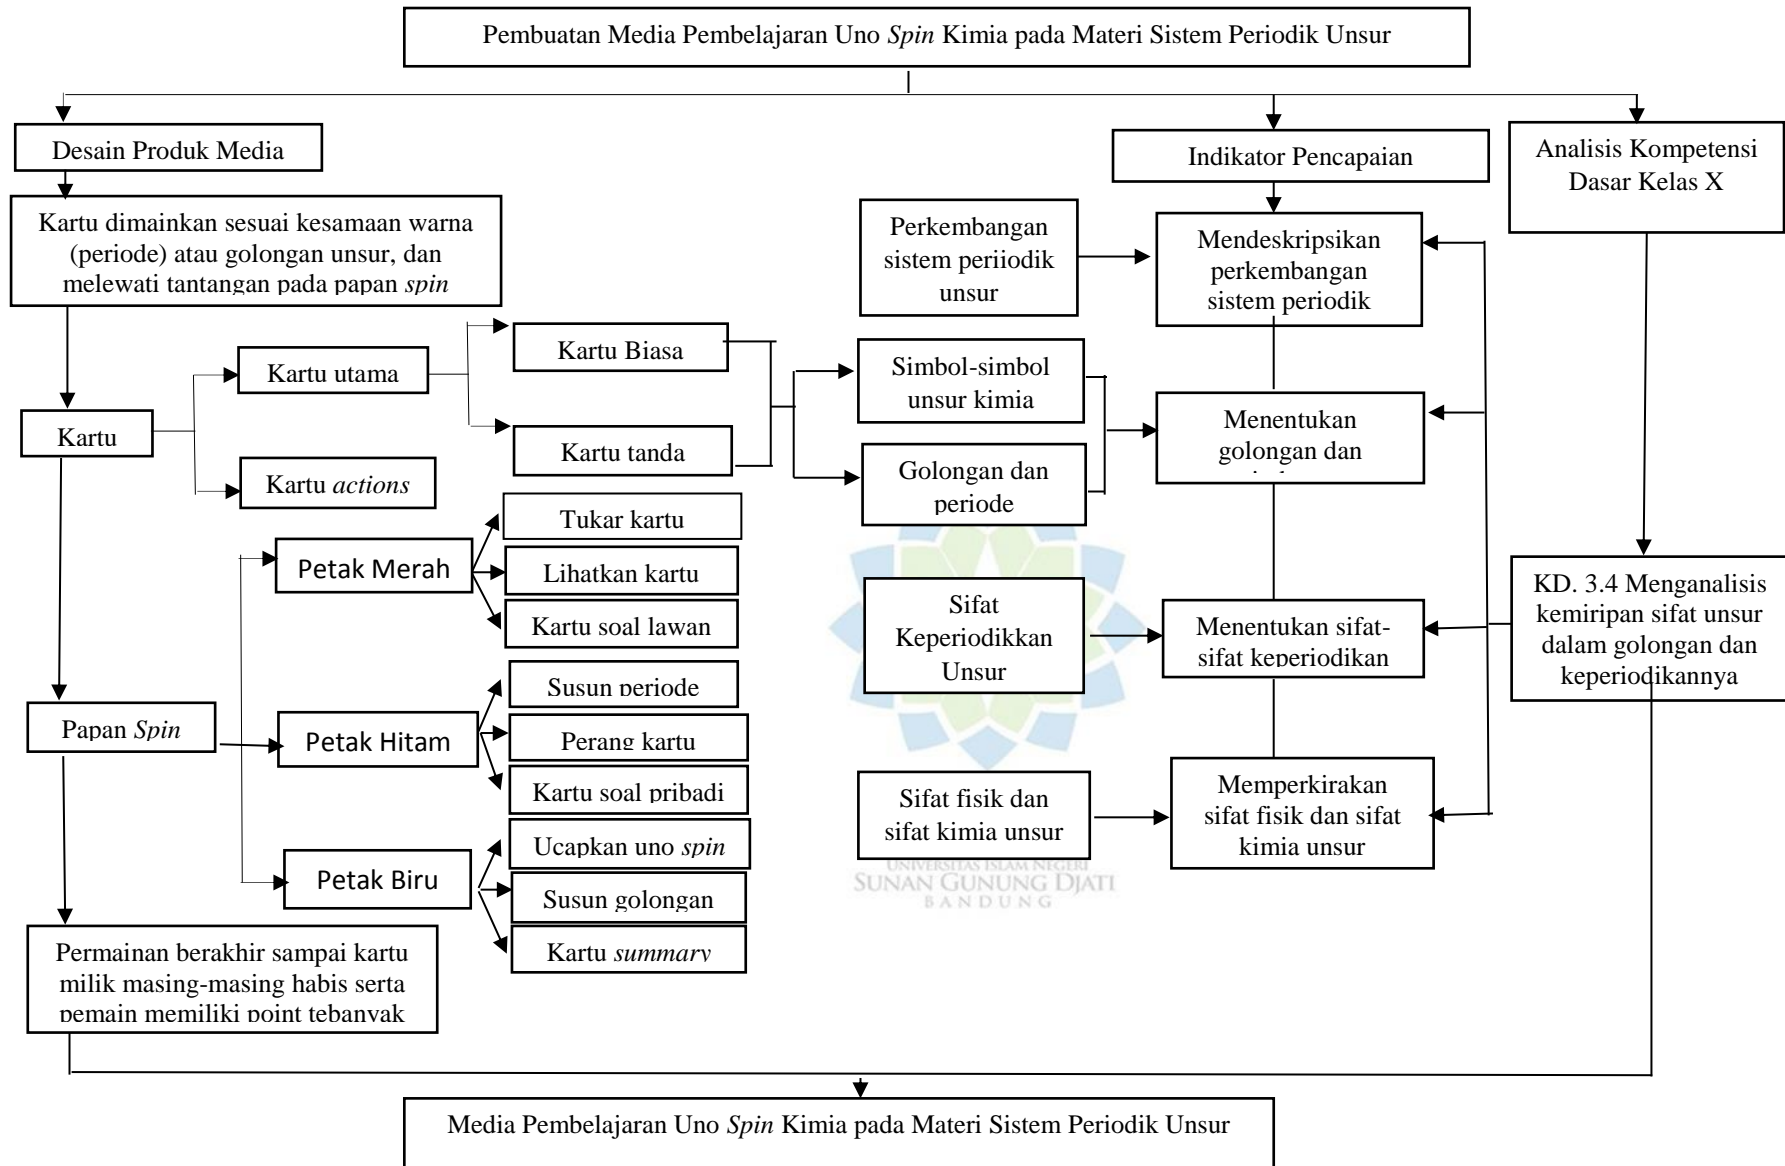 Pembuatan Media Pembelajaran Uno Spin Kimia pada Materi Sistem Periodik Unsur
Desain Produk Media
Indikator Pencapaian
Analisis Kompetensi
Dasar Kelas X
Kartu dimainkan sesuai kesamaan warna
(periode) atau golongan unsur, dan
melewati tantangan pada papan spin
Perkembangan
sistem periiodik
unsur
Mendeskripsikan
perkembangan
sistem periodik
Kartu
Kartu utama
Kartu actions
Kartu Biasa
Kartu tanda
Simbol-simbol
unsur kimia
Golongan dan
periode
Menentukan
golongan dan
Petak Merah
Tukar kartu
Lihatkan kartu
Kartu soal lawan
Sifat
Keperiodikkan
Unsur
Menentukan sifat-
sifat keperiodikan
KD. 3.4 Menganalisis
kemiripan sifat unsur
dalam golongan dan
keperiodikannya
Papan Spin
Petak Hitam
Susun periode
Perang kartu
Kartu soal pribadi
Sifat fisik dan
sifat kimia unsur
Memperkirakan
sifat fisik dan sifat
kimia unsur
Petak Biru
Ucapkan uno spin
Susun golongan
Kartu summary
UNIVERSITAS ISLAM NEGERI
SUNAN GUNUNG DJATI
BANDUNG
Permainan berakhir sampai kartu
milik masing-masing habis serta
pemain memiliki point tebanyak
Media Pembelajaran Uno Spin Kimia pada Materi Sistem Periodik Unsur